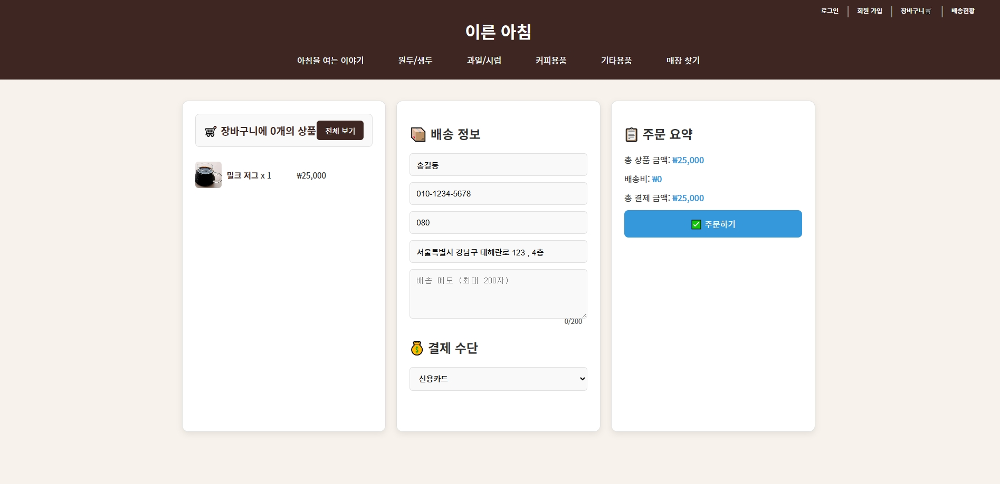 로그인 | 회원 가입 | 장바구니🛒 | 배송현황
이른 아침
아침을 여는 이야기 원두/생두 과일/시럽 커피용품 기타용품 매장 찾기
🛒 장바구니에 0개의 상품 전체 보기
밀크 저그 x 1 ₩25,000
📦 배송 정보
홍길동
010-1234-5678
080
서울특별시 강남구 테헤란로 123 , 4층
배송 메모 (최대 200자)
0/200
💰 결제 수단
신용카드
📋 주문 요약
총 상품 금액: ₩25,000
배송비: ₩0
총 결제 금액: ₩25,000
✅ 주문하기